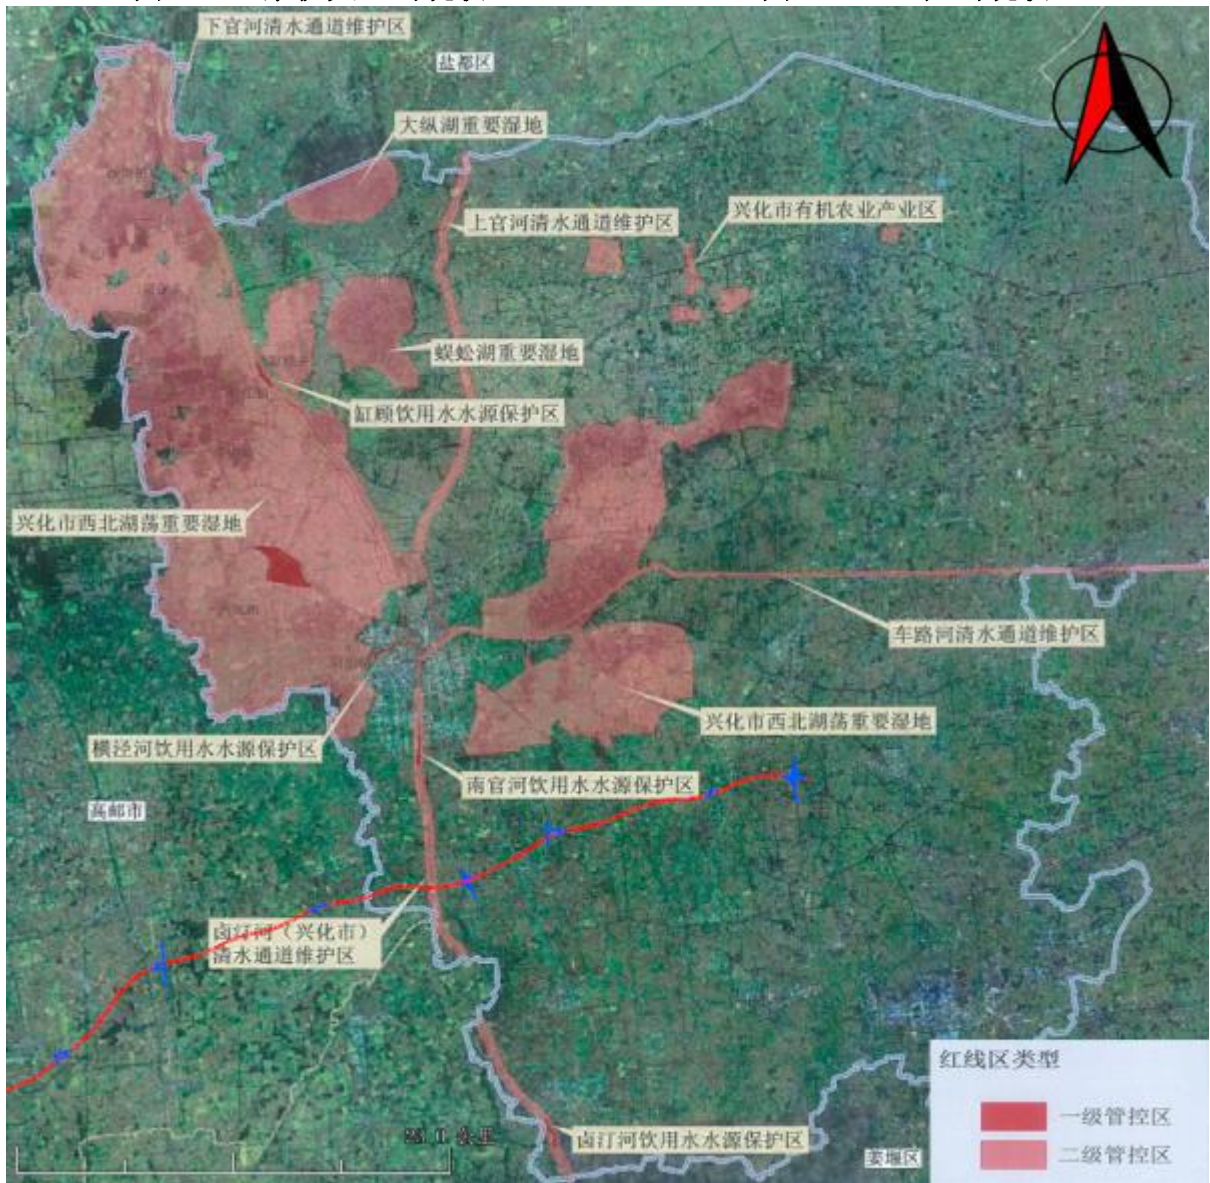 下官河清水通道维护区
盐都区
大纵湖重要湿地
兴化市有机农业产业区
上官河清水通道维护区
蜈蚣湖重要湿地
缸顾饮用水水源保护区
兴化市西北湖荡重要湿地
车路河清水通道维护区
兴化市西北湖荡重要湿地
横泾河饮用水水源保护区
南官河饮用水水源保护区
高邮市
卤汀河（兴化市）
清水通道维护区
红线区类型
一级管控区
二级管控区
卤汀河饮用水水源保护区
姜堰区